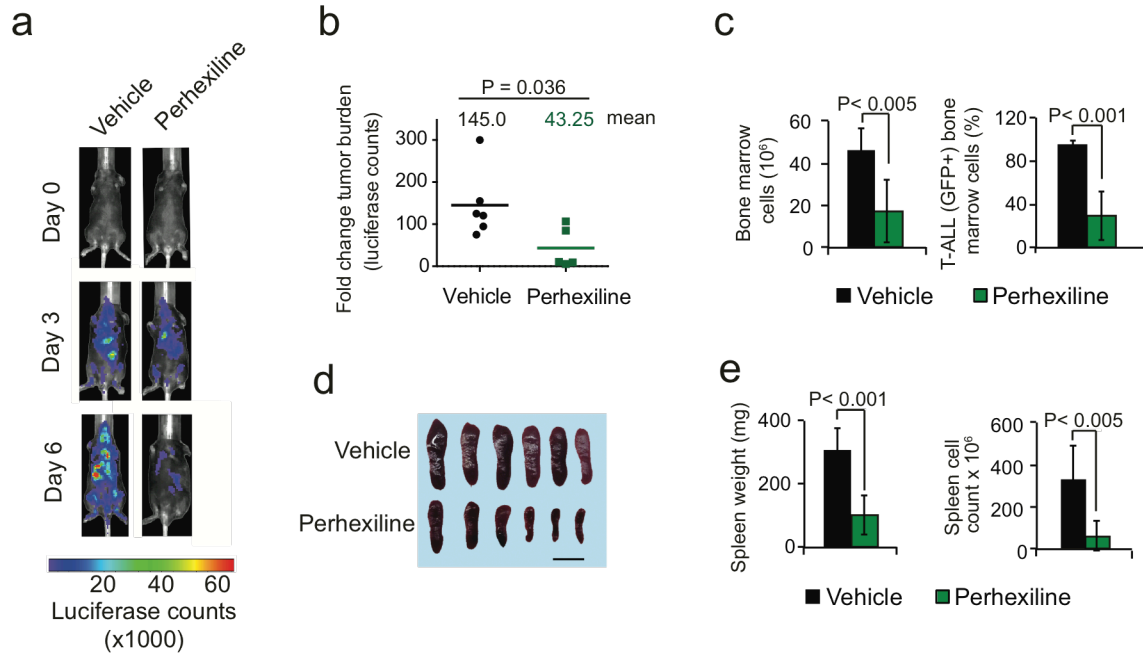 a
Vehicle
Perhexiline
Day 0
Day 3
Day 6
20 40 60
Luciferase counts
(x1000)
b
P = 0.036
145.0 43.25 mean
Fold change tumor burden
(luciferase counts)
300
200
100
0
Vehicle Perhexiline
c
P< 0.005
Bone marrow
cells (10⁶)
60
40
20
0
P< 0.001
T-ALL (GFP+) bone
marrow cells (%)
120
80
40
0
Vehicle Perhexiline
d
Vehicle
Perhexiline
e
P< 0.001
Spleen weight (mg)
400
200
0
P< 0.005
Spleen cell
count x 10⁶
600
400
200
0
Vehicle Perhexiline